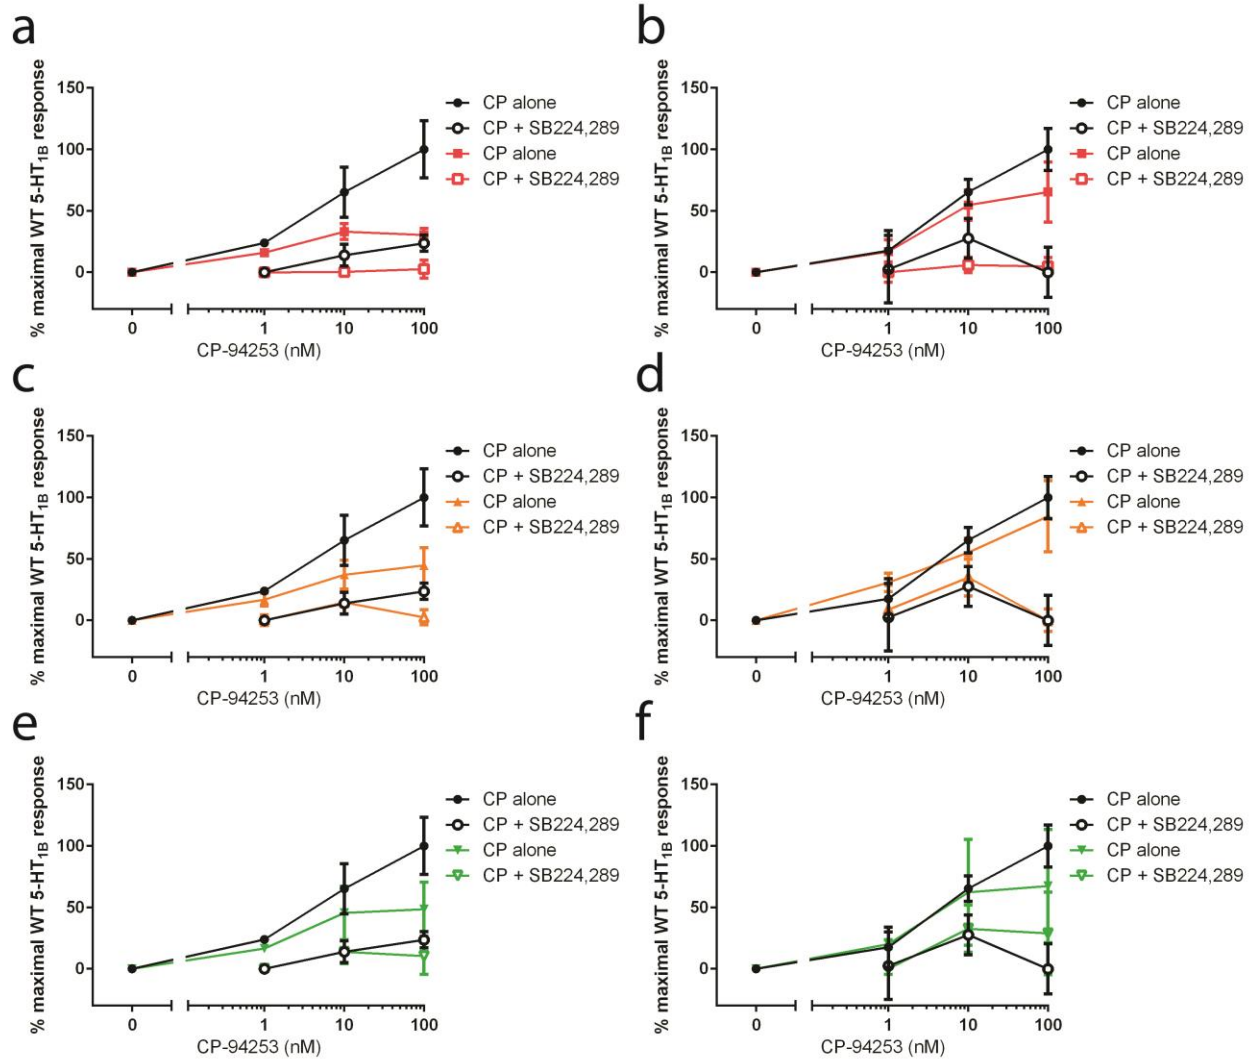 a
% maximal WT 5-HT1B response
150
100
50
0
0
1
10
100
CP-94253 (nM)
CP alone
CP + SB224,289
CP alone
CP + SB224,289
b
% maximal WT 5-HT1B response
150
100
50
0
0
1
10
100
CP-94253 (nM)
CP alone
CP + SB224,289
CP alone
CP + SB224,289
c
% maximal WT 5-HT1B response
150
100
50
0
0
1
10
100
CP-94253 (nM)
CP alone
CP + SB224,289
CP alone
CP + SB224,289
d
% maximal WT 5-HT1B response
150
100
50
0
0
1
10
100
CP-94253 (nM)
CP alone
CP + SB224,289
CP alone
CP + SB224,289
e
% maximal WT 5-HT1B response
150
100
50
0
0
1
10
100
CP-94253 (nM)
CP alone
CP + SB224,289
CP alone
CP + SB224,289
f
% maximal WT 5-HT1B response
150
100
50
0
0
1
10
100
CP-94253 (nM)
CP alone
CP + SB224,289
CP alone
CP + SB224,289